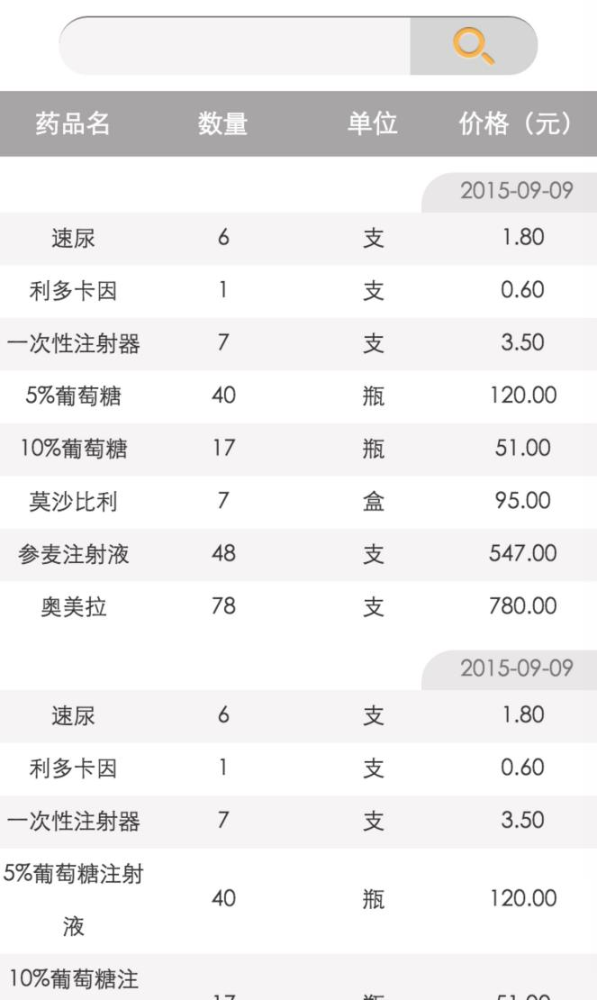 药品名 数量 单位 价格（元）
2015-09-09
速尿 6 支 1.80
利多卡因 1 支 0.60
一次性注射器 7 支 3.50
5%葡萄糖 40 瓶 120.00
10%葡萄糖 17 瓶 51.00
莫沙比利 7 盒 95.00
参麦注射液 48 支 547.00
奥美拉 78 支 780.00
2015-09-09
速尿 6 支 1.80
利多卡因 1 支 0.60
一次性注射器 7 支 3.50
5%葡萄糖注射
40 瓶 120.00
液
10%葡萄糖注
17 瓶 51.00